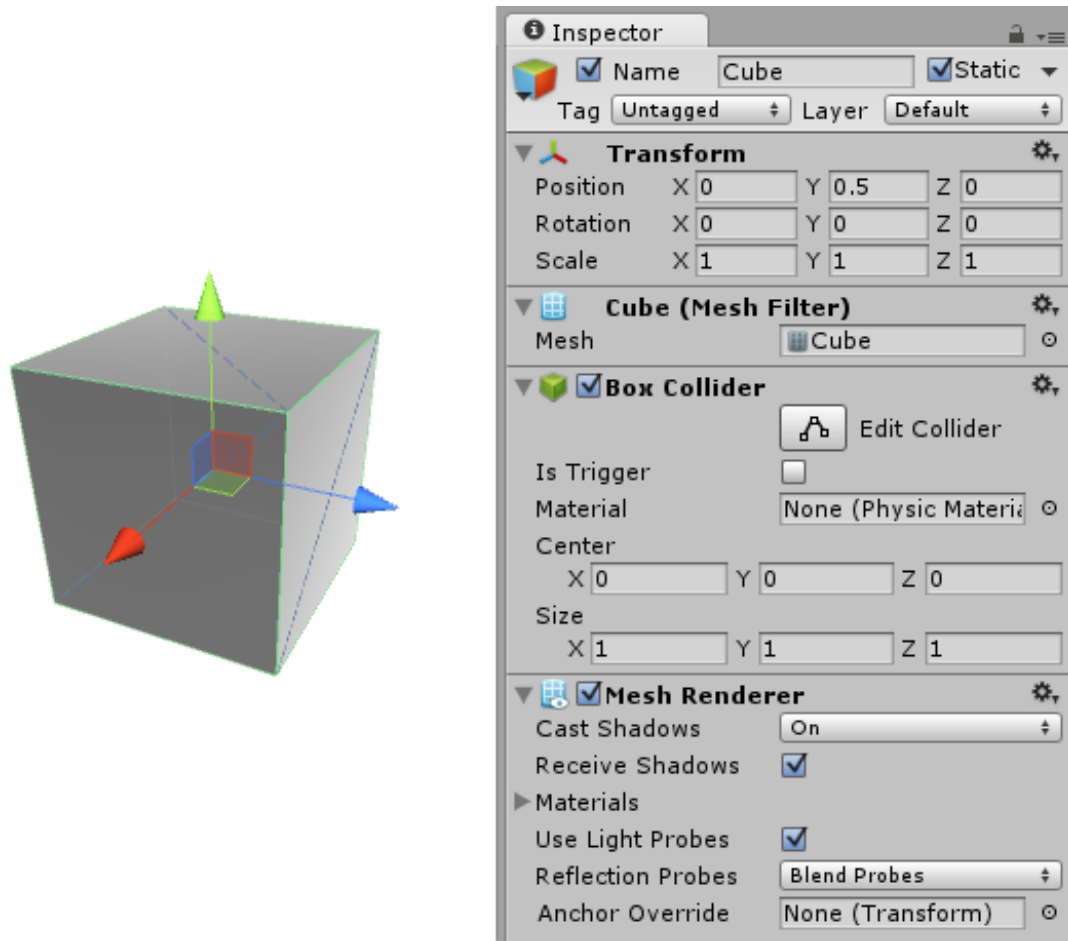 Inspector
Name Cube Static
Tag Untagged Layer Default
Transform
Position X 0 Y 0.5 Z 0
Rotation X 0 Y 0 Z 0
Scale X 1 Y 1 Z 1
Cube (Mesh Filter)
Mesh Cube
Box Collider
Edit Collider
Is Trigger
Material None (Physic Materia
Center
X 0 Y 0 Z 0
Size
X 1 Y 1 Z 1
Mesh Renderer
Cast Shadows On
Receive Shadows
Materials
Use Light Probes
Reflection Probes Blend Probes
Anchor Override None (Transform)